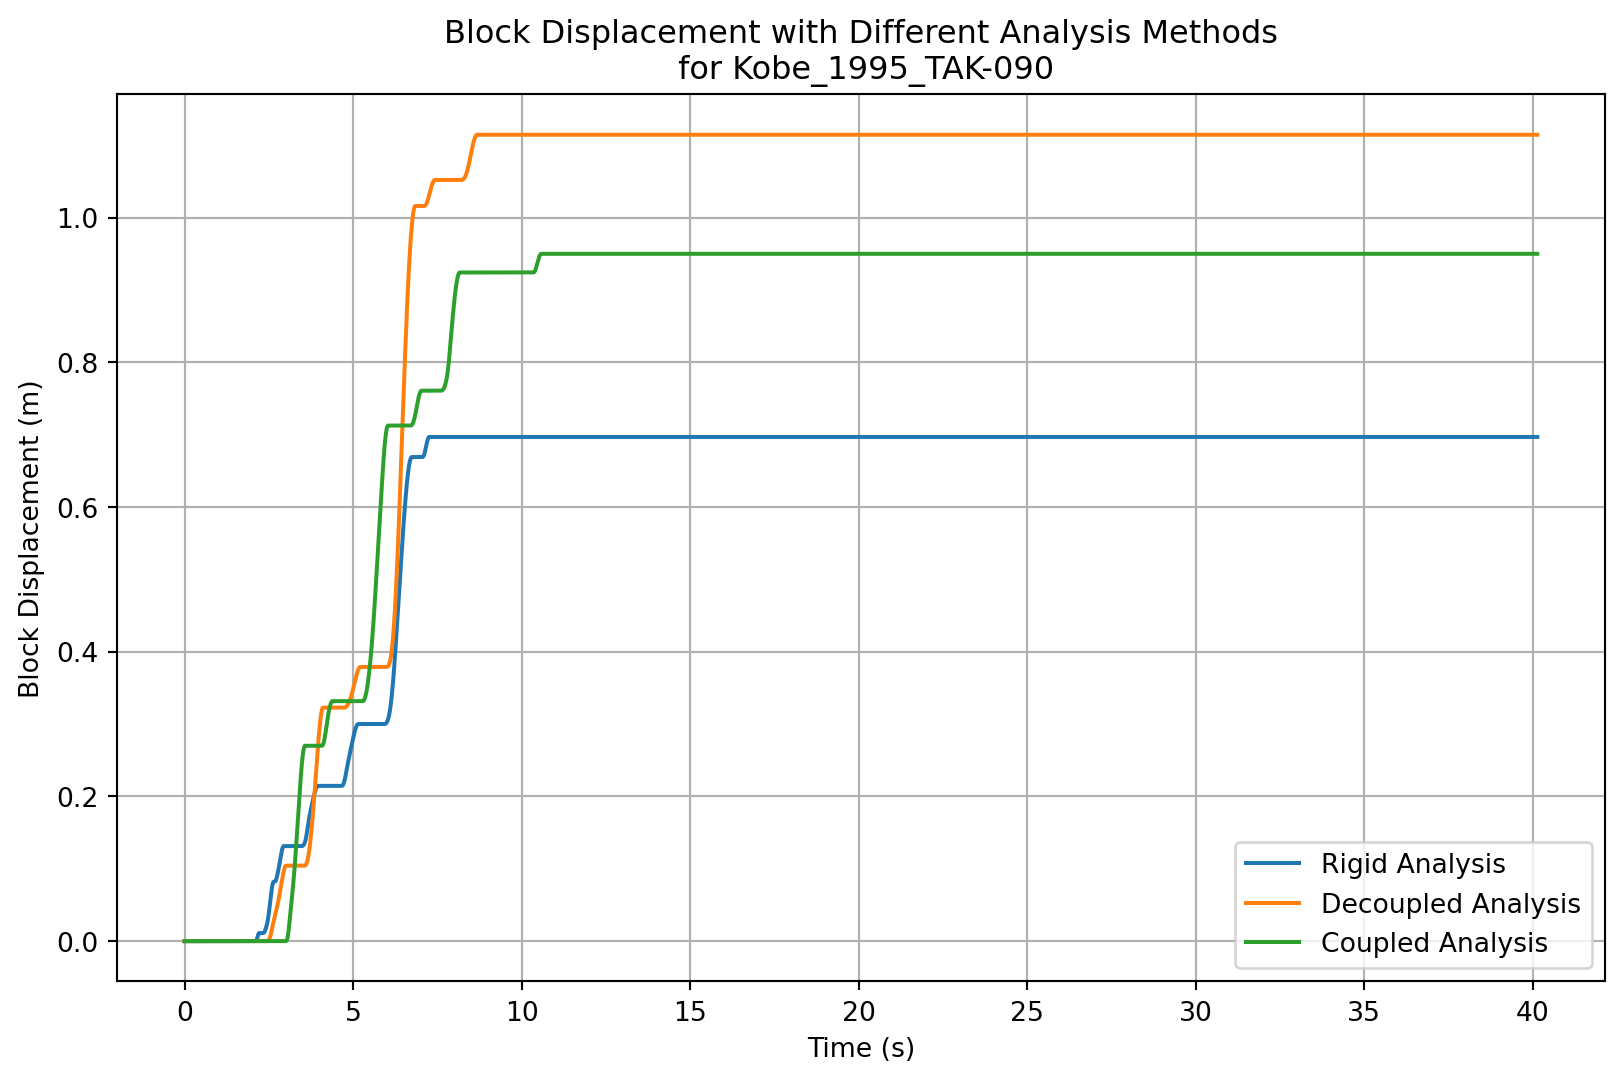 Block Displacement with Different Analysis Methods
for Kobe_1995_TAK-090
Block Displacement (m)
1.0
0.8
0.6
0.4
0.2
0.0
0 5 10 15 20 25 30 35 40
Time (s)
Rigid Analysis
Decoupled Analysis
Coupled Analysis